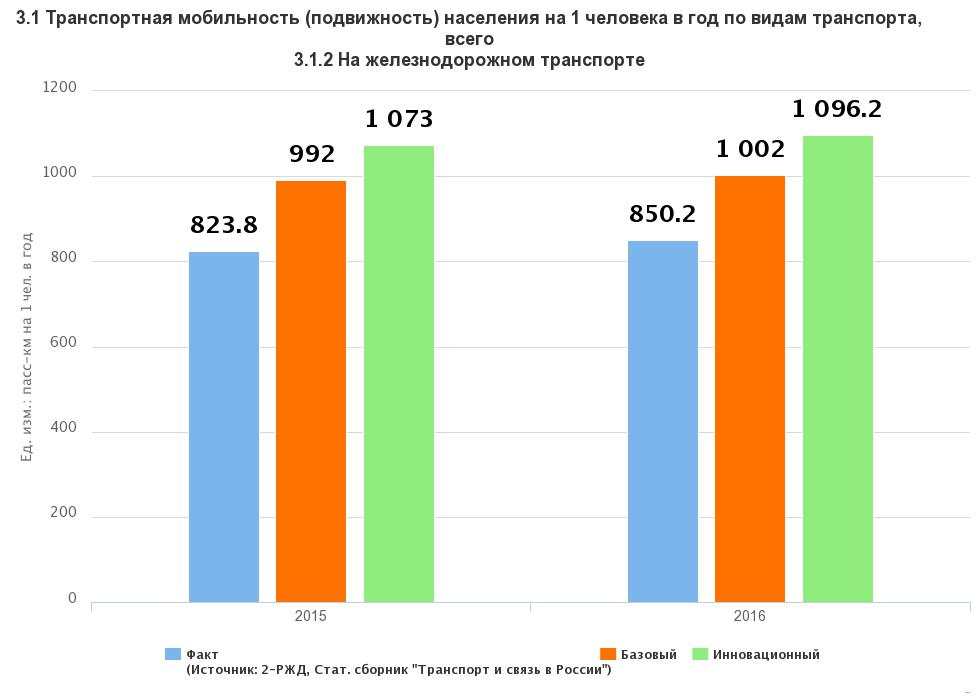 3.1 Транспортная мобильность (подвижность) населения на 1 человека в год по видам транспорта,
всего
3.1.2 На железнодорожном транспорте
Ед. изм.: пасс-км на 1 чел. в год
1200
1000
800
600
400
200
0
823.8
992
1 073
850.2
1 002
1 096.2
2015
2016
Факт
(Источник: 2-РЖД, Стат. сборник "Транспорт и связь в России")
Базовый
Инновационный